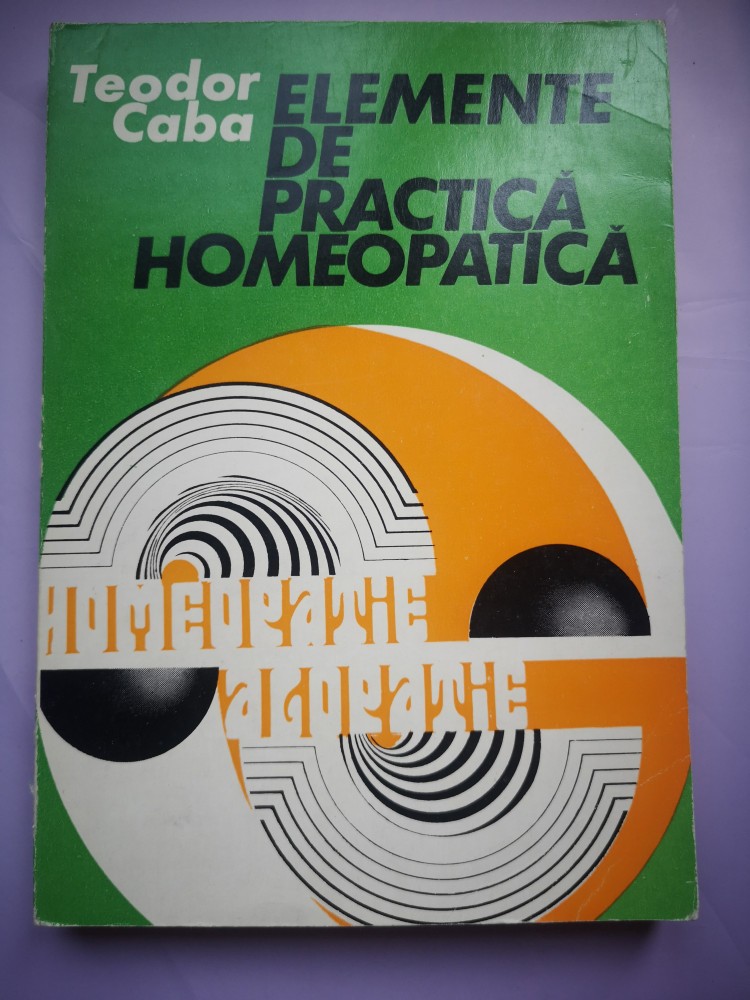 Teodor
Caba
ELEMENTE
DE
PRACTICĂ
HOMEOPATICĂ
HOMEOPATIE
ALOPATIE